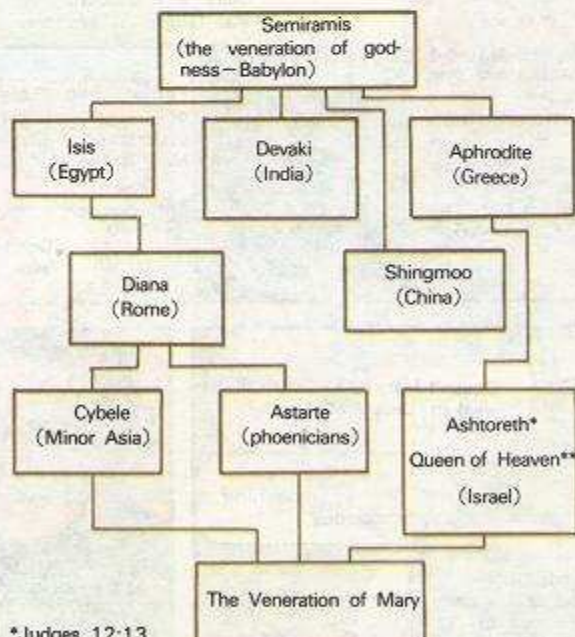 Semiramis
(the veneration of god-
ness—Babylon)
Isis
(Egypt)
Devaki
(India)
Aphrodite
(Greece)
Diana
(Rome)
Shingmoo
(China)
Cybele
(Minor Asia)
Astarte
(phoenicians)
Ashtoreth*
Queen of Heaven**
(Israel)
The Veneration of Mary
*Judges 12:13